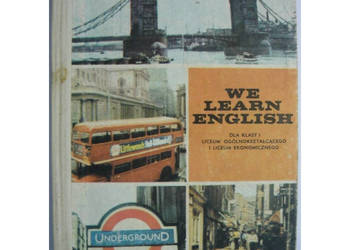 WE
LEARN
ENGLISH
DLA KLASY I
LICEUM OGÓLNOKSZTAŁCĄCEGO
I LICEUM EKONOMICZNEGO
UNDERGROUND